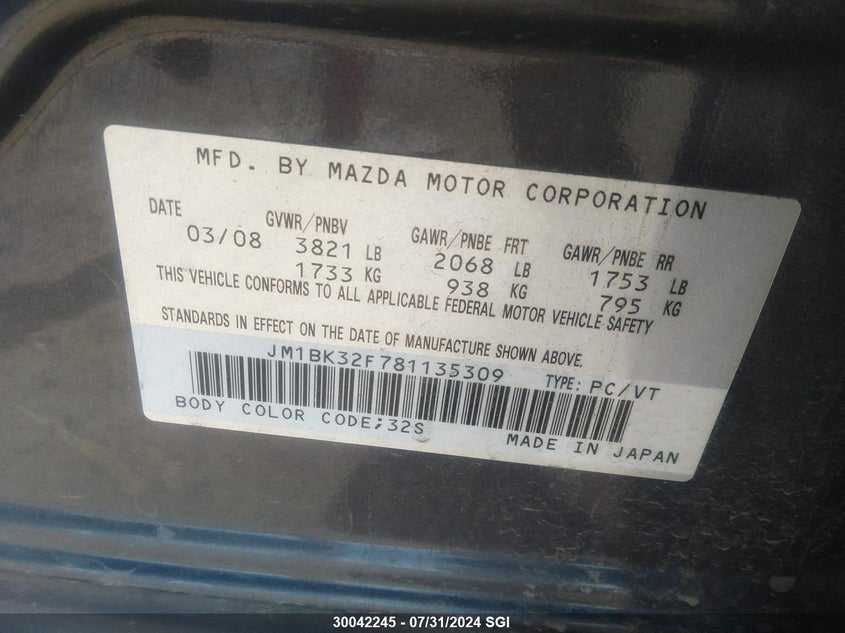 MFD. BY MAZDA MOTOR CORPORATION
DATE GVWR/PNBV GAWR/PNBE FRT GAWR/PNBE RR
03/08 3821 LB 2068 LB 1753 LB
1733 KG 938 KG 795 KG
THIS VEHICLE CONFORMS TO ALL APPLICABLE FEDERAL MOTOR VEHICLE SAFETY
STANDARDS IN EFFECT ON THE DATE OF MANUFACTURE SHOWN ABOVE.
JM1BK32F781135309 TYPE: PC/VT
BODY COLOR CODE;32S
MADE IN JAPAN
30042245 - 07/31/2024 SGI